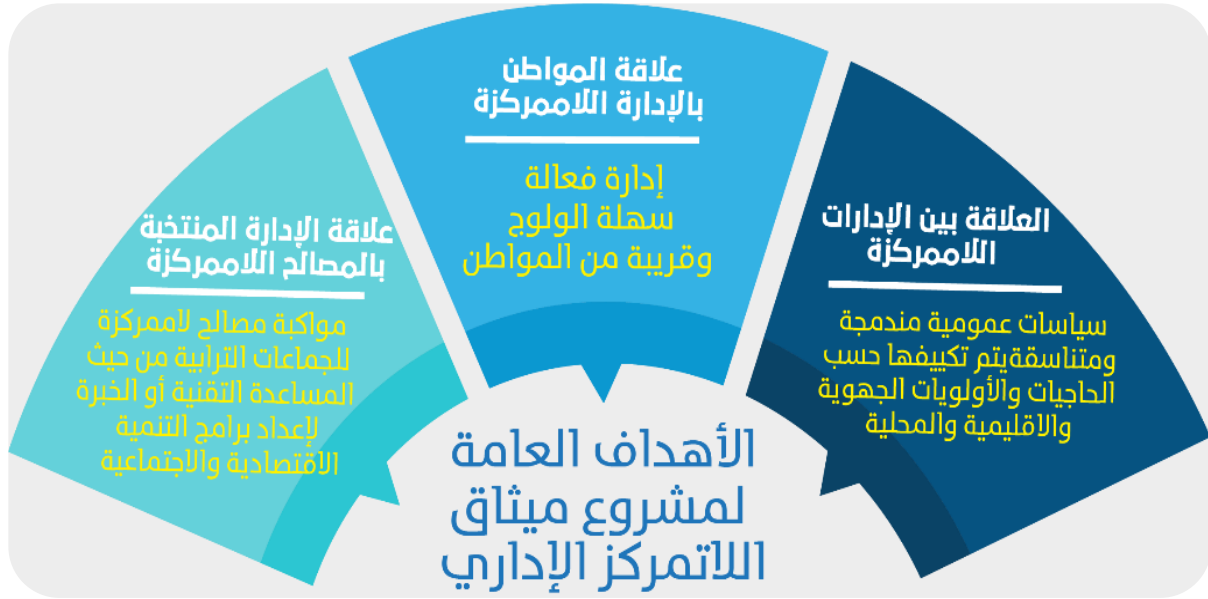 العلاقة بين الإدارات
اللاممركزة
سياسات عمومية مندمجة
ومتناسقةيتم تكييفها حسب
الحاجيات والأولويات الجهوية
والاقليمية والمحلية
علاقة المواطن
بالإدارة اللاممركزة
إدارة فعالة
سهلة الولوج
وقريبة من المواطن
علاقة الإدارة المنتخبة
بالمصالح اللاممركزة
مواكبة مصالح لاممركزة
للجماعات الترابية من حيث
المساعدة التقنية أو الخبرة
لإعداد برامج التنمية
الاقتصادية والاجتماعية
الأهداف العامة
لمشروع ميثاق
اللاتمركز الإداري